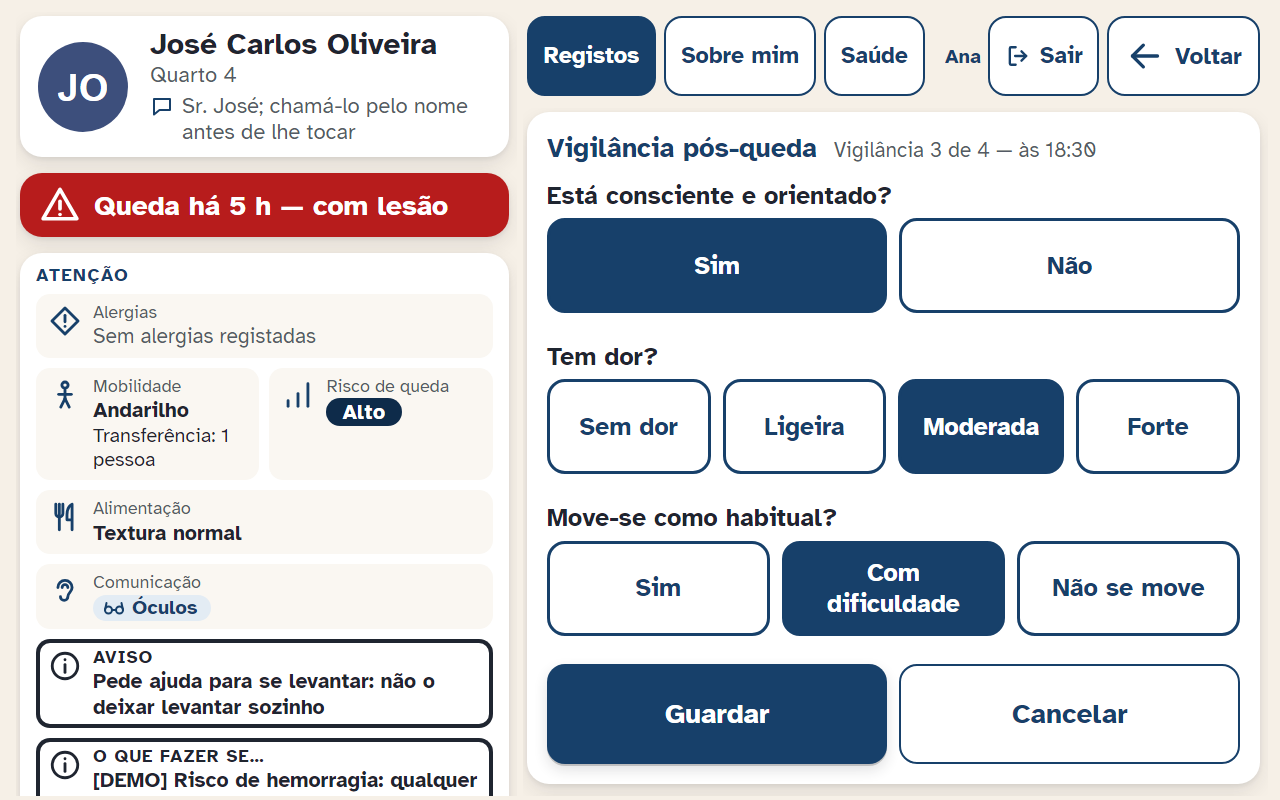 JO
José Carlos Oliveira
Quarto 4
Sr. José; chamá-lo pelo nome
antes de lhe tocar
Queda há 5 h — com lesão
ATENÇÃO
Alergias
Sem alergias registadas
Mobilidade
Andarilho
Transferência: 1
pessoa
Risco de queda
Alto
Alimentação
Textura normal
Comunicação
Óculos
AVISO
Pede ajuda para se levantar: não o
deixar levantar sozinho
O QUE FAZER SE...
[DEMO] Risco de hemorragia: qualquer
Registos
Sobre mim
Saúde
Ana
Sair
Voltar
Vigilância pós-queda
Vigilância 3 de 4 — às 18:30
Está consciente e orientado?
Sim
Não
Tem dor?
Sem dor
Ligeira
Moderada
Forte
Move-se como habitual?
Sim
Com
dificuldade
Não se move
Guardar
Cancelar